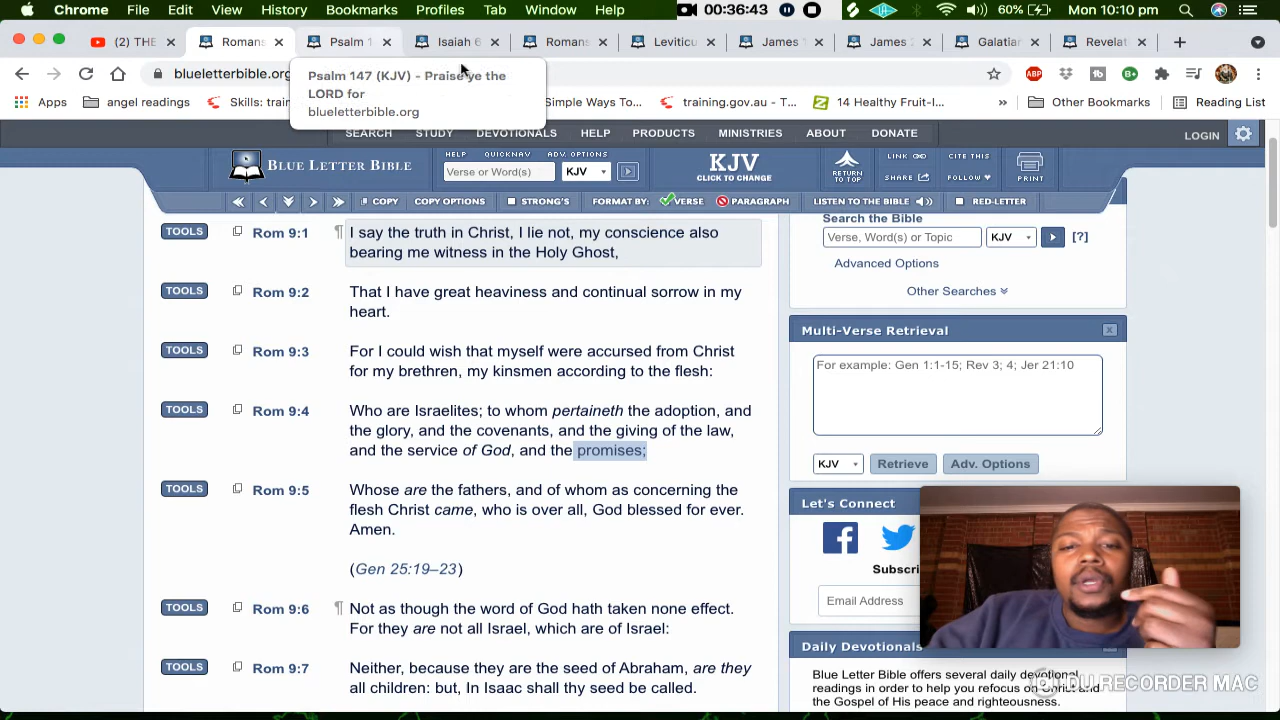 Chrome File Edit View History Bookmarks Profiles Tab Window Help 00:36:43 60% Mon 10:10 pm
(2) THE Romans Psalm 1 Isaiah 6 Romans Leviticu James 1 James 2 Galatian Revelati
blueletterbible.org
Psalm 147 (KJV) - Praise ye the
LORD for
blueletterbible.org
Apps angel readings Skills: train Simple Ways To... training.gov.au - T... 14 Healthy Fruit-I... Other Bookmarks Reading List
SEARCH STUDY DEVOTIONALS HELP PRODUCTS MINISTRIES ABOUT DONATE LOGIN
BLUE LETTER BIBLE
HELP QUICKNAV ADV. OPTIONS
Verse or Word(s) KJV
KJV
CLICK TO CHANGE
RETURN
TO TOP
LINK CITE THIS
SHARE FOLLOW
PRINT
COPY COPY OPTIONS STRONG'S FORMAT BY: VERSE PARAGRAPH LISTEN TO THE BIBLE RED-LETTER
TOOLS Rom 9:1 ¶ I say the truth in Christ, I lie not, my conscience also
bearing me witness in the Holy Ghost,
TOOLS Rom 9:2 That I have great heaviness and continual sorrow in my
heart.
TOOLS Rom 9:3 For I could wish that myself were accursed from Christ
for my brethren, my kinsmen according to the flesh:
TOOLS Rom 9:4 Who are Israelites; to whom pertaineth the adoption, and
the glory, and the covenants, and the giving of the law,
and the service of God, and the promises;
TOOLS Rom 9:5 Whose are the fathers, and of whom as concerning the
flesh Christ came, who is over all, God blessed for ever.
Amen.
(Gen 25:19–23)
TOOLS Rom 9:6 ¶ Not as though the word of God hath taken none effect.
For they are not all Israel, which are of Israel:
TOOLS Rom 9:7 Neither, because they are the seed of Abraham, are they
all children: but, In Isaac shall thy seed be called.
Search the Bible
Verse, Word(s) or Topic KJV [?]
Advanced Options
Other Searches
Multi-Verse Retrieval
For example: Gen 1:1-15; Rev 3; 4; Jer 21:10
KJV Retrieve Adv. Options
Let's Connect
Subscri
Email Address
Daily Devotionals
Blue Letter Bible offers several daily devotional
readings in order to help you refocus on Christ and
the Gospel of His peace and righteousness.
DU RECORDER MAC